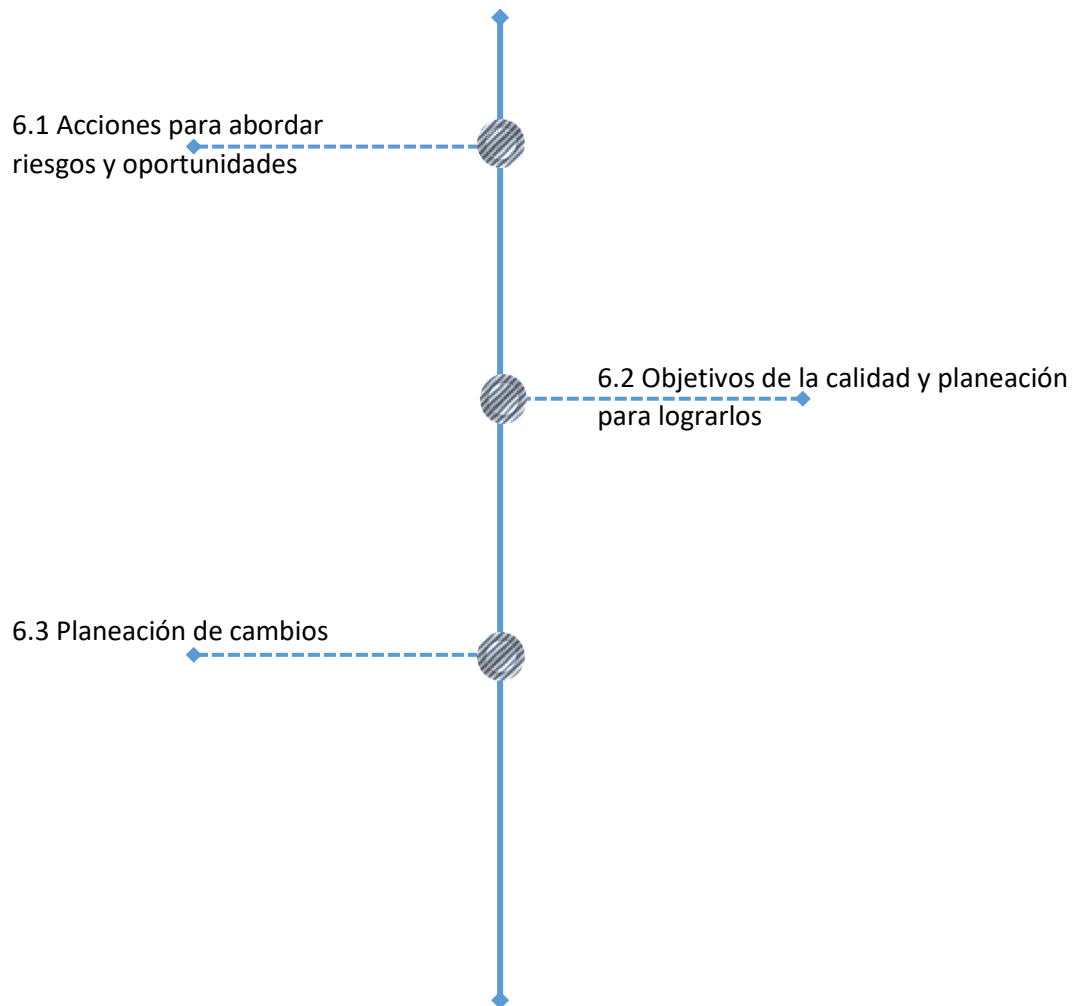 6.1 Acciones para abordar
riesgos y oportunidades
6.2 Objetivos de la calidad y planeación
para lograrlos
6.3 Planeación de cambios